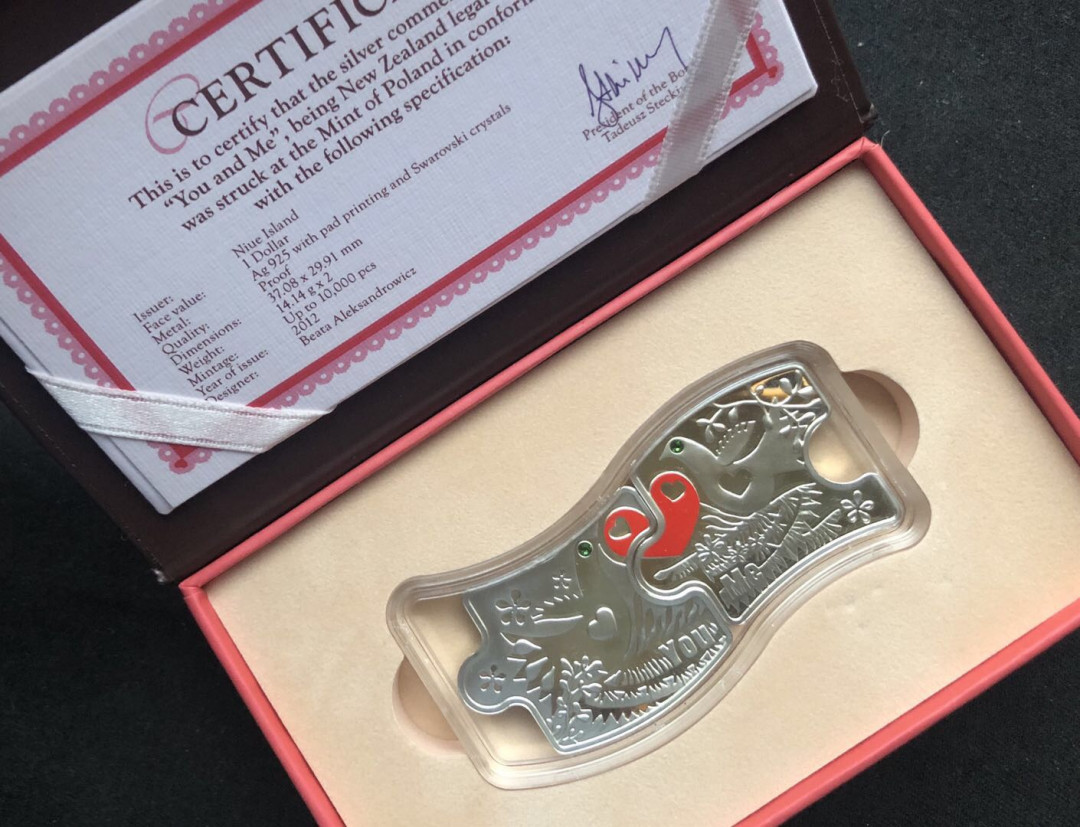 CERTIFIC
This is to certify that the silver comme
"You and Me", being New Zealand legal
was struck at the Mint of Poland in conform
with the following specification:
Issuer: Niue Island
Face value: 1 Dollar
Metal: Ag 925 with pad printing and Swarovski crystals
Quality: Proof
Dimensions: 37.08 x 29.91 mm
Weight: 14.14 g x 2
Mintage: Up to 10,000 pcs
Year of issue: 2012
Designer: Beata Aleksandrowicz
President of the Bo
Tadeusz Steck
Me
You